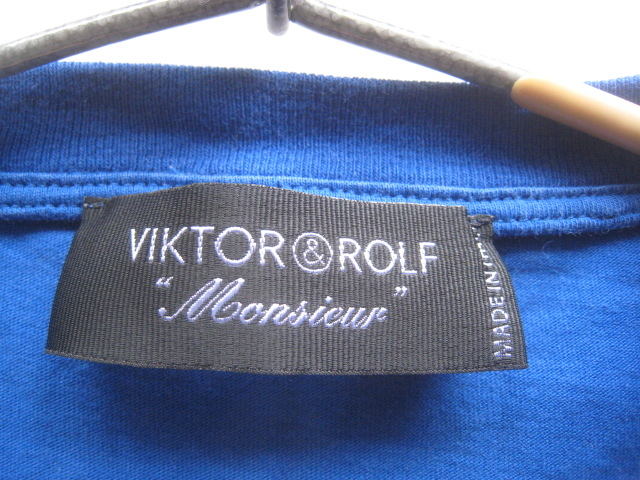 VIKTOR & ROLF
"Monsieur"
MADE IN